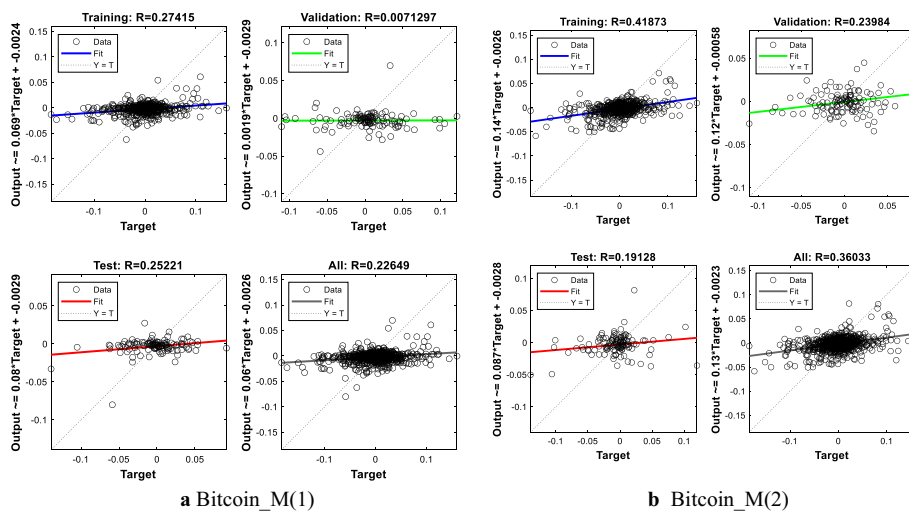 Training: R=0.27415
Output ~= 0.069*Target + -0.0024
0.15
0.1
0.05
0
-0.05
-0.1
-0.15
Data
Fit
Y = T
-0.1 0 0.1
Target
Validation: R=0.0071297
Output ~= 0.0019*Target + -0.0029
0.1
0.05
0
-0.05
-0.1
Data
Fit
Y = T
-0.1 -0.05 0 0.05 0.1
Target
Test: R=0.25221
Output ~= 0.08*Target + -0.0029
0.05
0
-0.05
-0.1
Data
Fit
Y = T
-0.1 -0.05 0 0.05
Target
All: R=0.22649
Output ~= 0.06*Target + -0.0026
0.15
0.1
0.05
0
-0.05
-0.1
-0.15
Data
Fit
Y = T
-0.1 0 0.1
Target
a Bitcoin_M(1)
Training: R=0.41873
Output ~= 0.14*Target + -0.0026
0.15
0.1
0.05
0
-0.05
-0.1
-0.15
Data
Fit
Y = T
-0.1 0 0.1
Target
Validation: R=0.23984
Output ~= 0.12*Target + -0.00058
0.05
0
-0.05
-0.1
Data
Fit
Y = T
-0.1 -0.05 0 0.05
Target
Test: R=0.19128
Output ~= 0.087*Target + -0.0028
0.1
0.05
0
-0.05
-0.1
Data
Fit
Y = T
-0.1 -0.05 0 0.05 0.1
Target
All: R=0.36033
Output ~= 0.13*Target + -0.0023
0.15
0.1
0.05
0
-0.05
-0.1
-0.15
Data
Fit
Y = T
-0.1 0 0.1
Target
b Bitcoin_M(2)